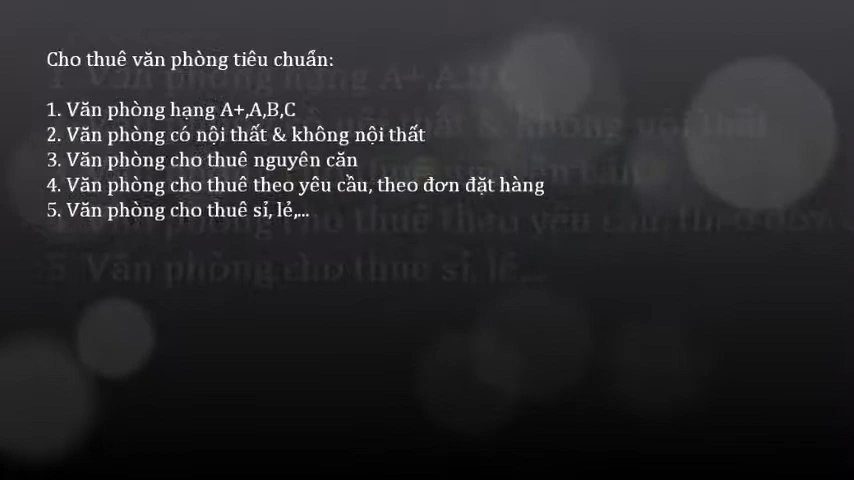 Cho thuê văn phòng tiêu chuẩn:
1. Văn phòng hạng A+,A,B,C
2. Văn phòng có nội thất & không nội thất
3. Văn phòng cho thuê nguyên căn
4. Văn phòng cho thuê theo yêu cầu, theo đơn đặt hàng
5. Văn phòng cho thuê sỉ, lẻ,...